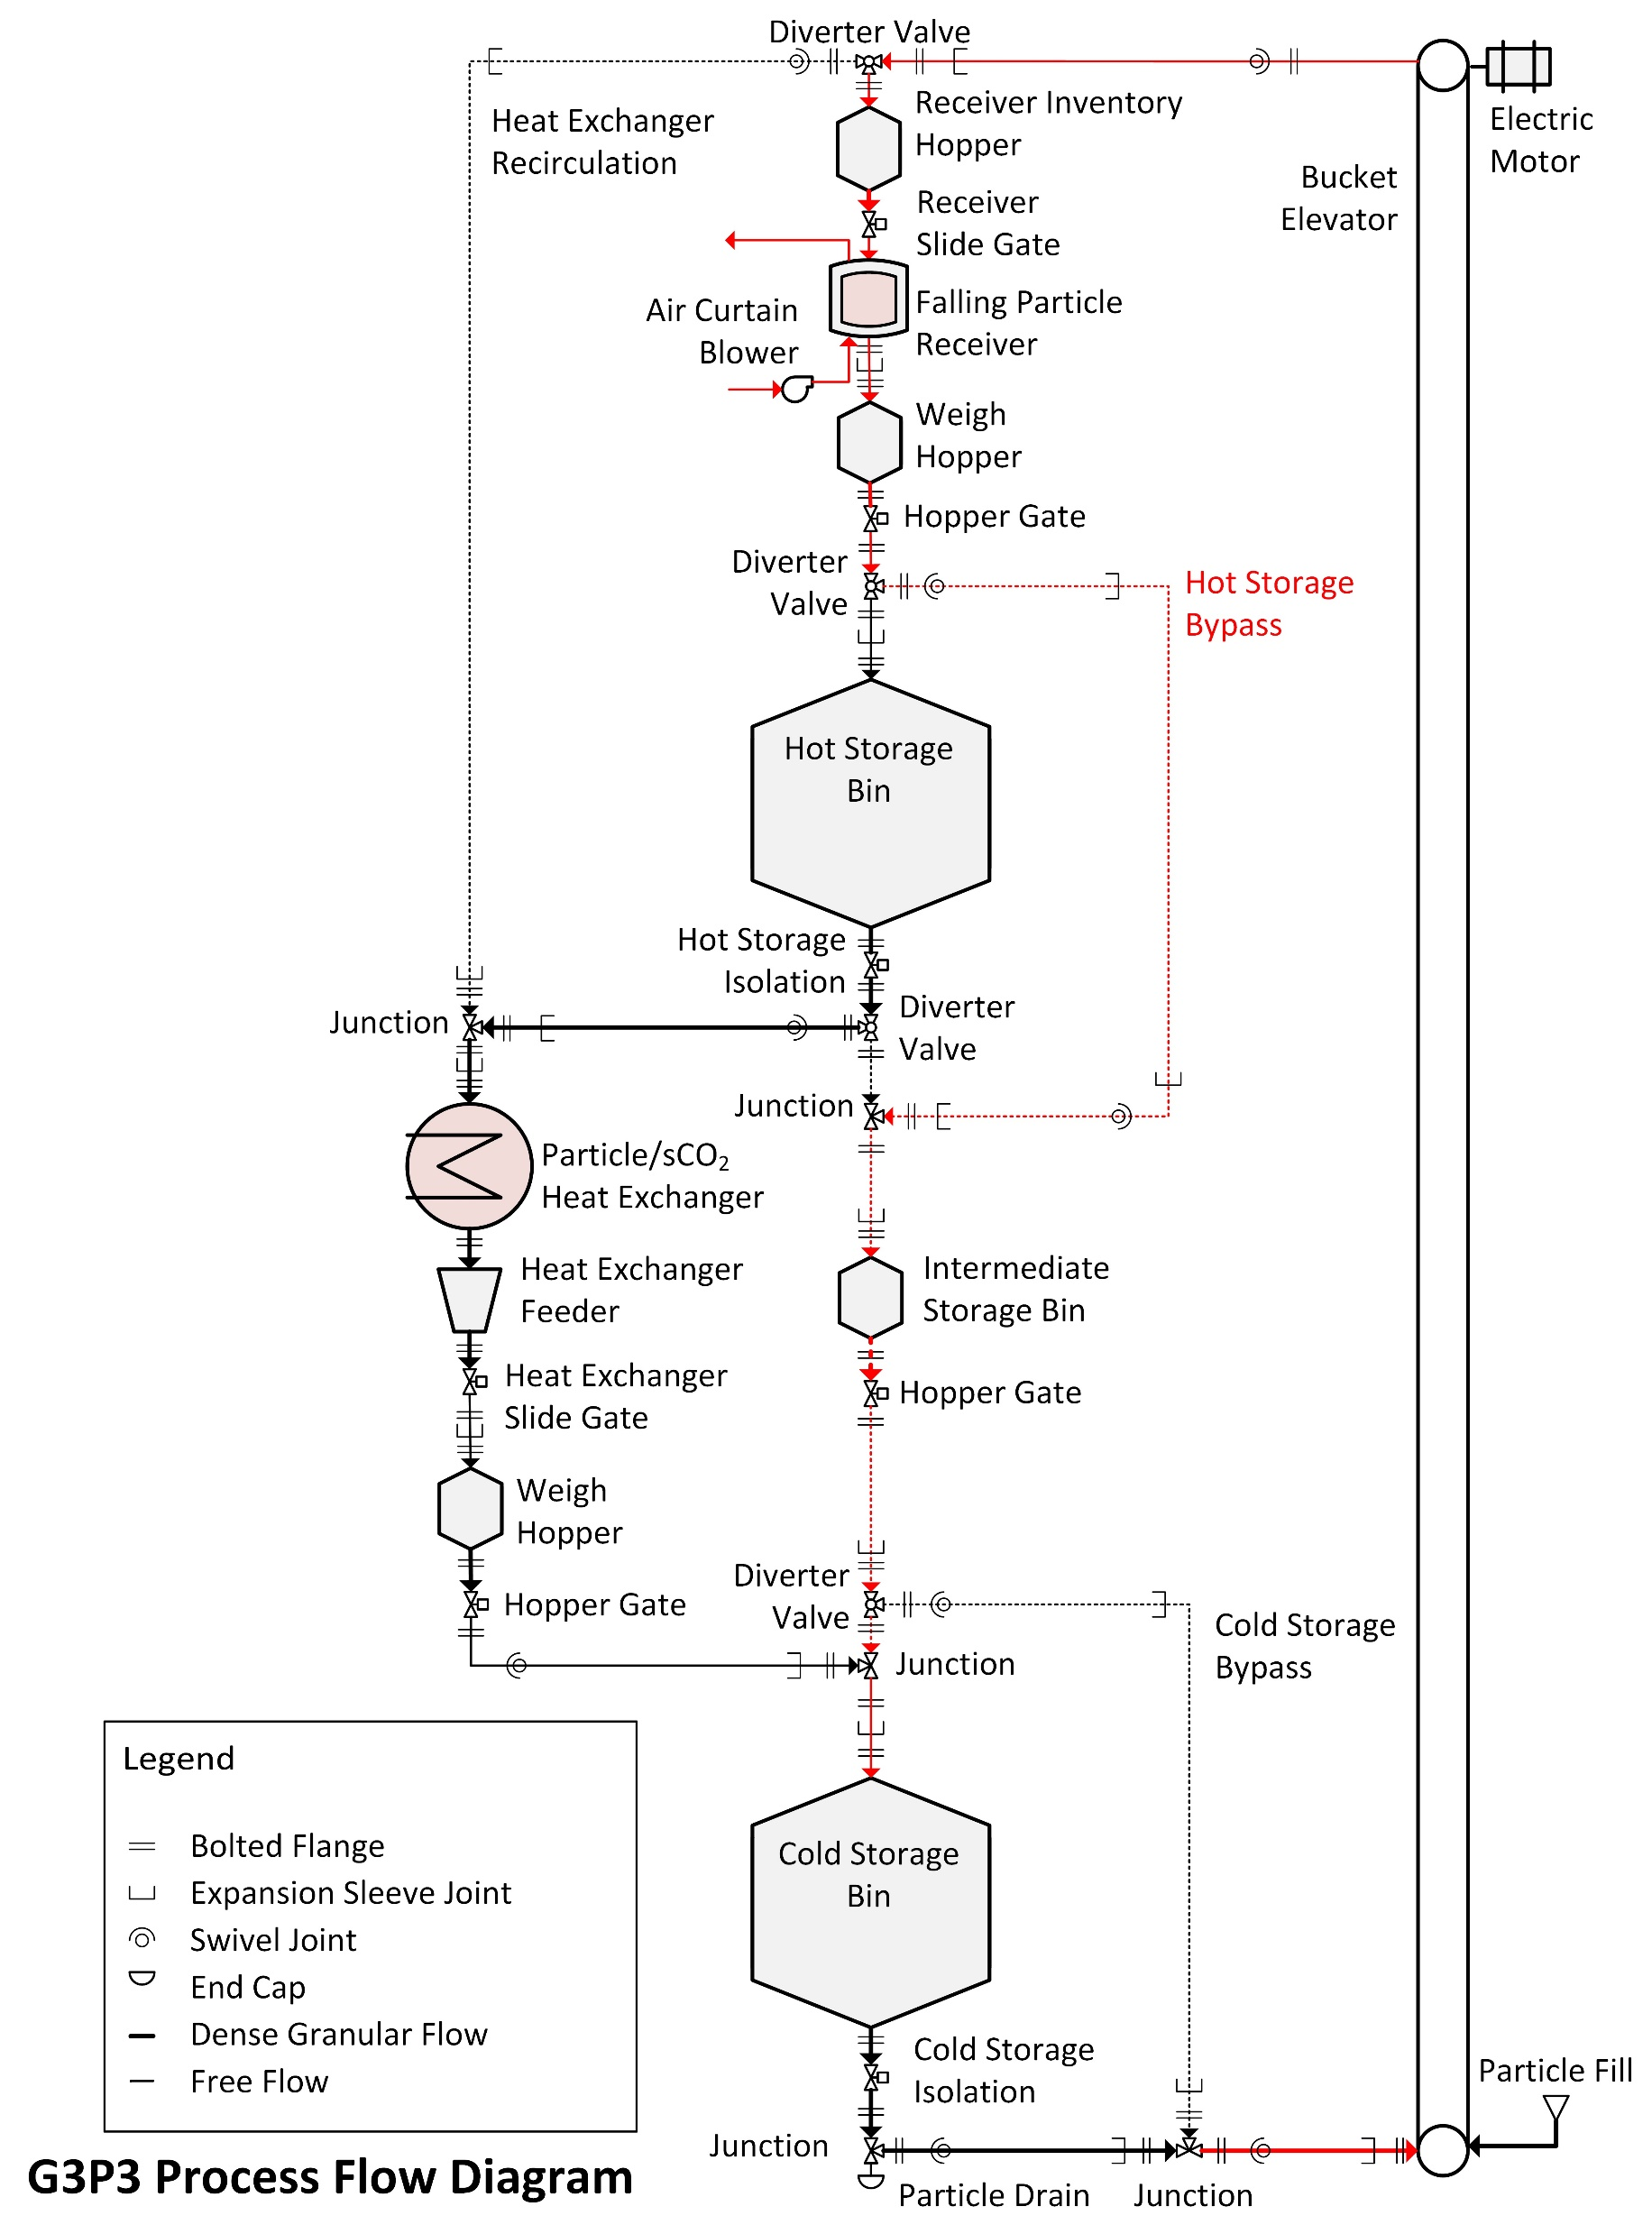 Diverter Valve
Heat Exchanger
Recirculation
Receiver Inventory
Hopper
Electric
Motor
Bucket
Elevator
Receiver
Slide Gate
Air Curtain
Blower
Falling Particle
Receiver
Weigh
Hopper
Hopper Gate
Diverter
Valve
Hot Storage
Bypass
Hot Storage
Bin
Hot Storage
Isolation
Diverter
Valve
Junction
Junction
Particle/sCO₂
Heat Exchanger
Heat Exchanger
Feeder
Intermediate
Storage Bin
Heat Exchanger
Slide Gate
Hopper Gate
Weigh
Hopper
Hopper Gate
Diverter
Valve
Junction
Cold Storage
Bypass
Legend
Bolted Flange
Expansion Sleeve Joint
Swivel Joint
End Cap
Dense Granular Flow
Free Flow
Cold Storage
Bin
Cold Storage
Isolation
Particle Fill
Junction
Particle Drain
Junction
G3P3 Process Flow Diagram